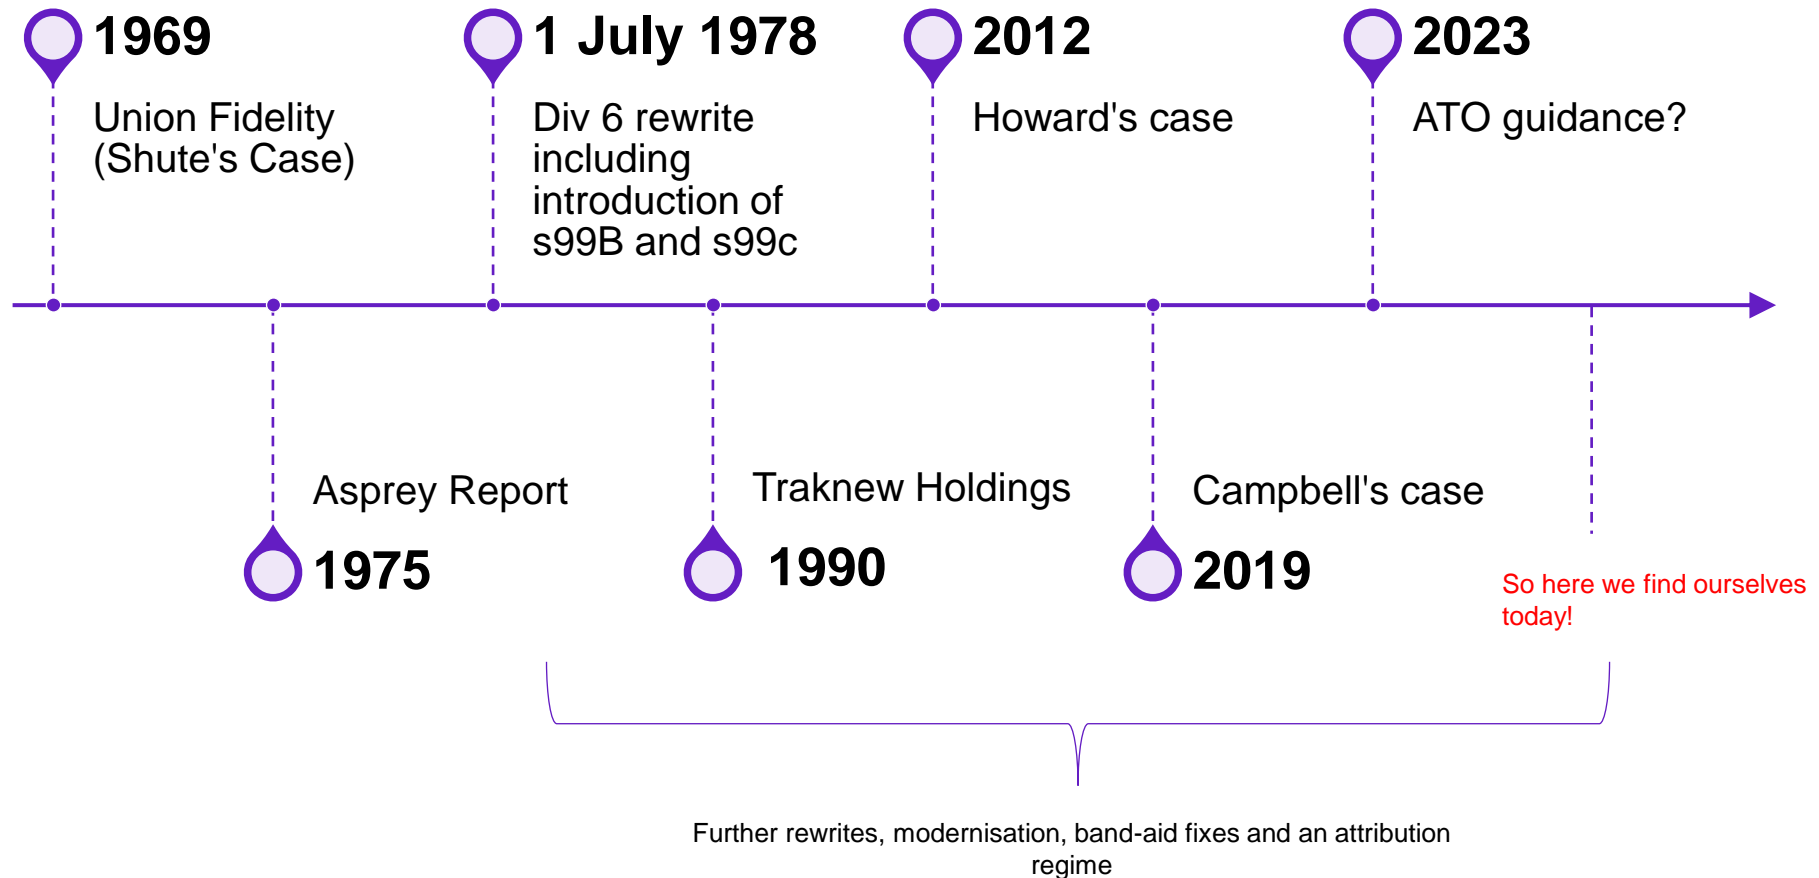 1969
Union Fidelity
(Shute's Case)
1 July 1978
Div 6 rewrite
including
introduction of
s99B and s99c
2012
Howard's case
2023
ATO guidance?
Asprey Report
1975
Traknew Holdings
1990
Campbell's case
2019
So here we find ourselves
today!
Further rewrites, modernisation, band-aid fixes and an attribution
regime